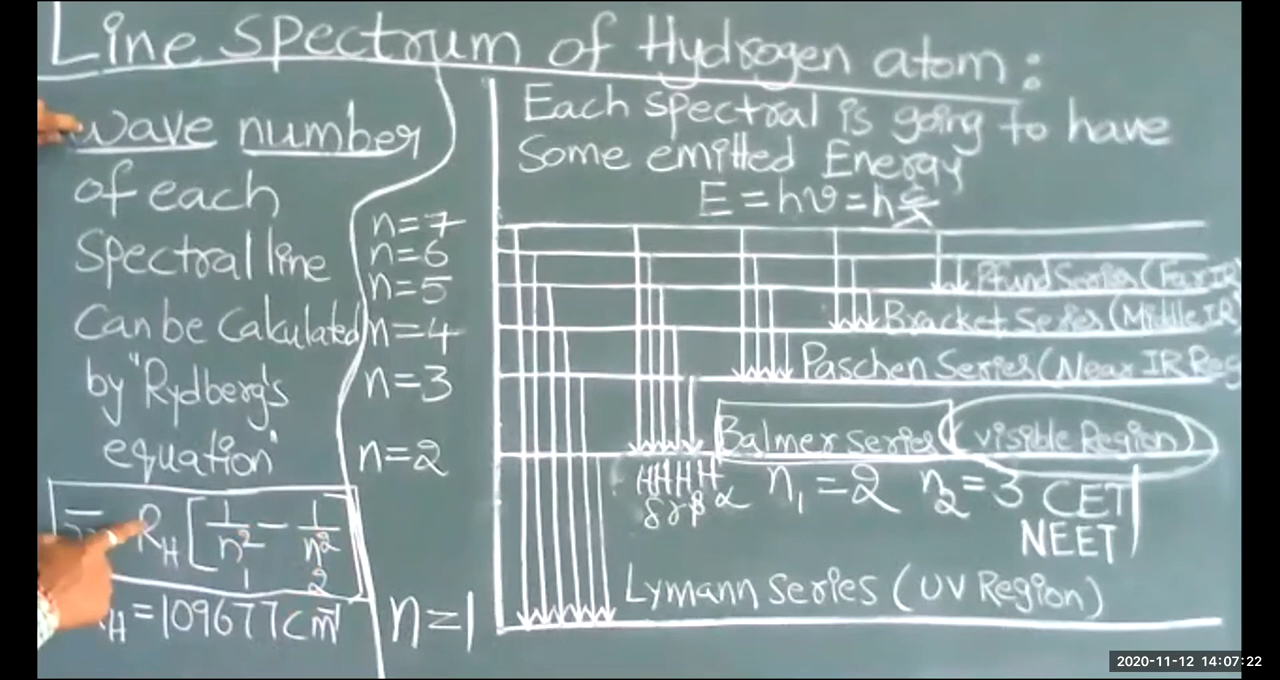 Line spectrum of Hydrogen atom:
wave number
of each
Spectral line
Can be Calculated
by "Rydberg's
equation"
R_H [1/n₁² − 1/n₂²]
H = 109677 cm⁻¹
n=7
n=6
n=5
n=4
n=3
n=2
n=1
Each spectral is going to have
Some emitted Energy
E = hυ = h c/λ
Pfund Series (Far IR)
Bracket Series (Middle IR)
Paschen Series (Near IR Reg
Balmer series (visible Region)
H H H H
δ γ β α
n₁ = 2 n₂ = 3 CET
NEET
Lymann series (UV Region)
2020-11-12 14:07:22